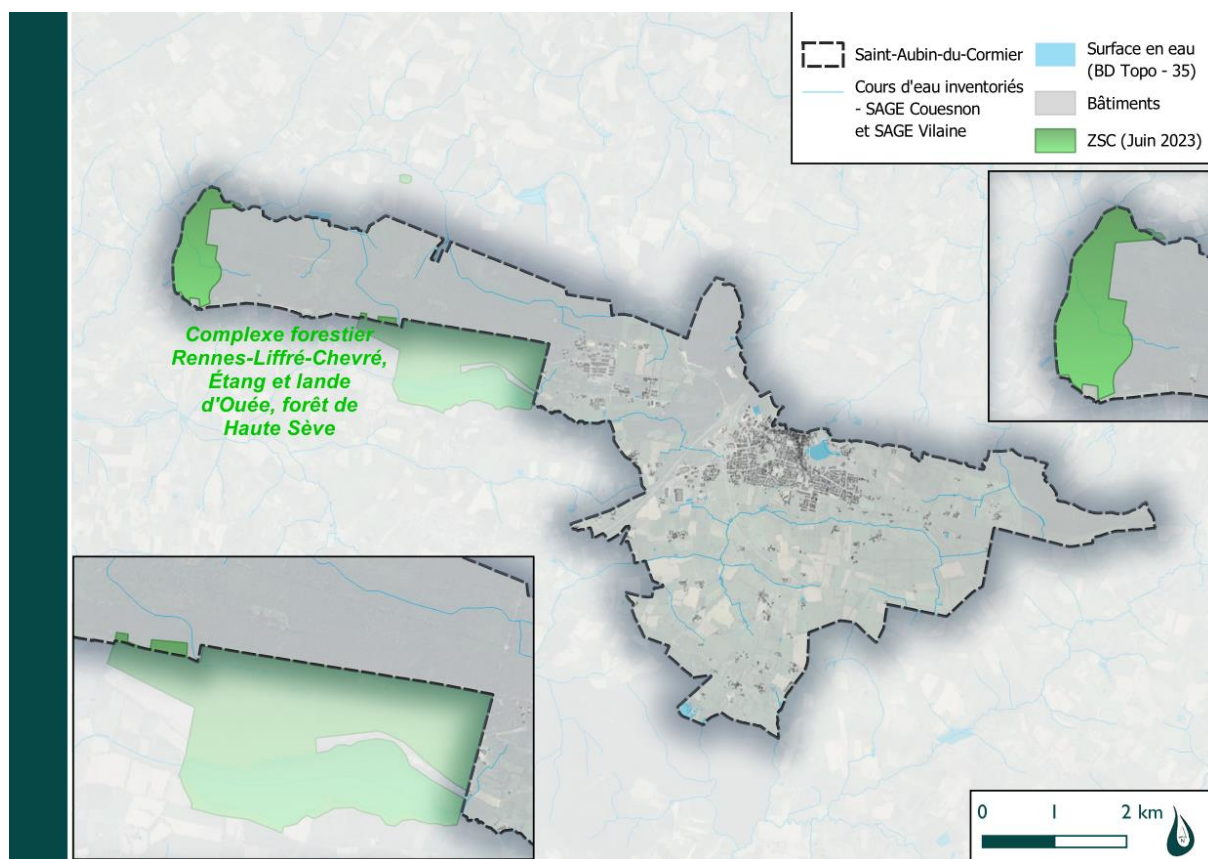 Saint-Aubin-du-Cormier
Cours d'eau inventoriés
- SAGE Couesnon
et SAGE Vilaine
Surface en eau
(BD Topo - 35)
Bâtiments
ZSC (Juin 2023)
Complexe forestier
Rennes-Liffré-Chevré,
Étang et lande
d'Ouée, forêt de
Haute Sève
0 1 2 km